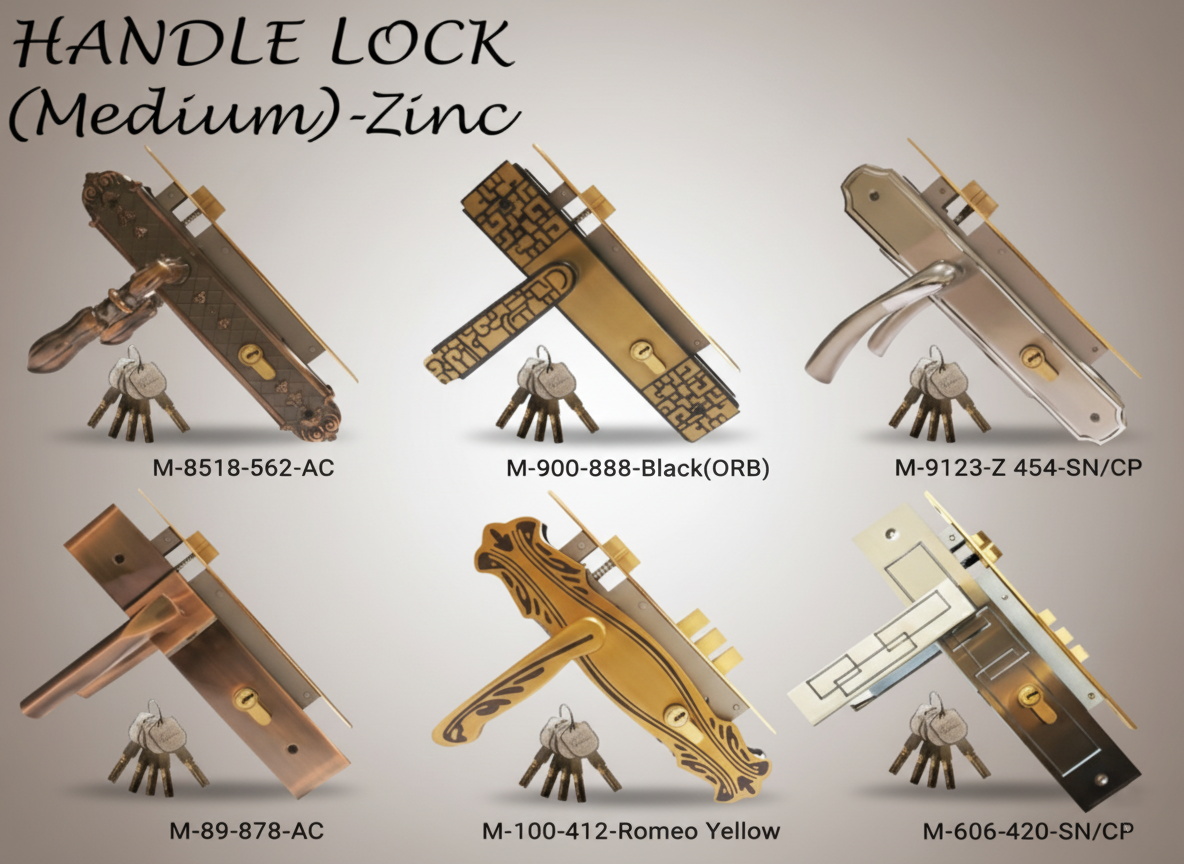 HANDLE LOCK
(Medium)-Zinc
M-8518-562-AC
M-900-888-Black(ORB)
M-9123-Z 454-SN/CP
M-89-878-AC
M-100-412-Romeo Yellow
M-606-420-SN/CP